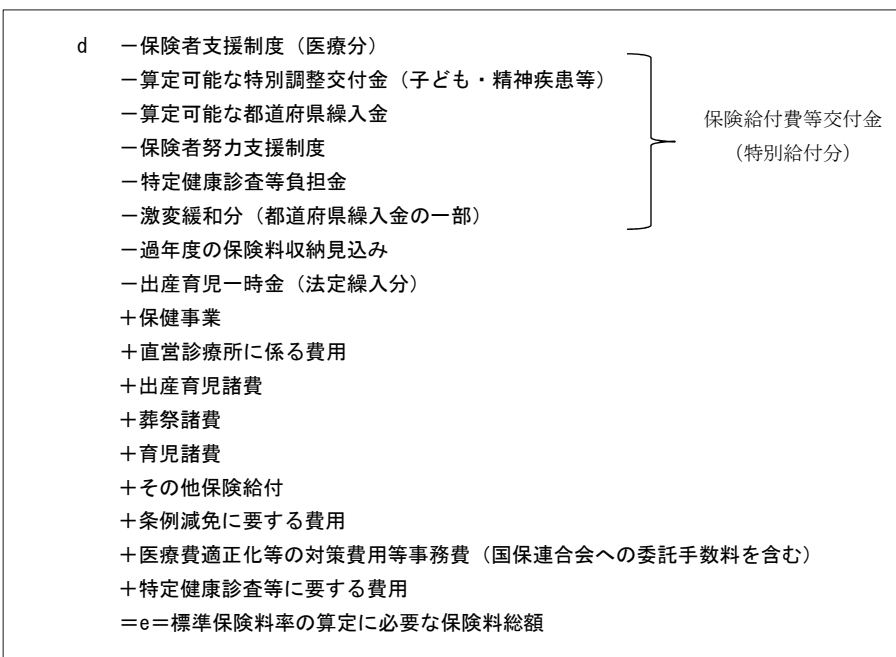 d －保険者支援制度（医療分）
－算定可能な特別調整交付金（子ども・精神疾患等）
－算定可能な都道府県繰入金
－保険者努力支援制度
－特定健康診査等負担金
－激変緩和分（都道府県繰入金の一部）
保険給付費等交付金
（特別給付分）
－過年度の保険料収納見込み
－出産育児一時金（法定繰入分）
＋保健事業
＋直営診療所に係る費用
＋出産育児諸費
＋葬祭諸費
＋育児諸費
＋その他保険給付
＋条例減免に要する費用
＋医療費適正化等の対策費用等事務費（国保連合会への委託手数料を含む）
＋特定健康診査等に要する費用
＝e＝標準保険料率の算定に必要な保険料総額